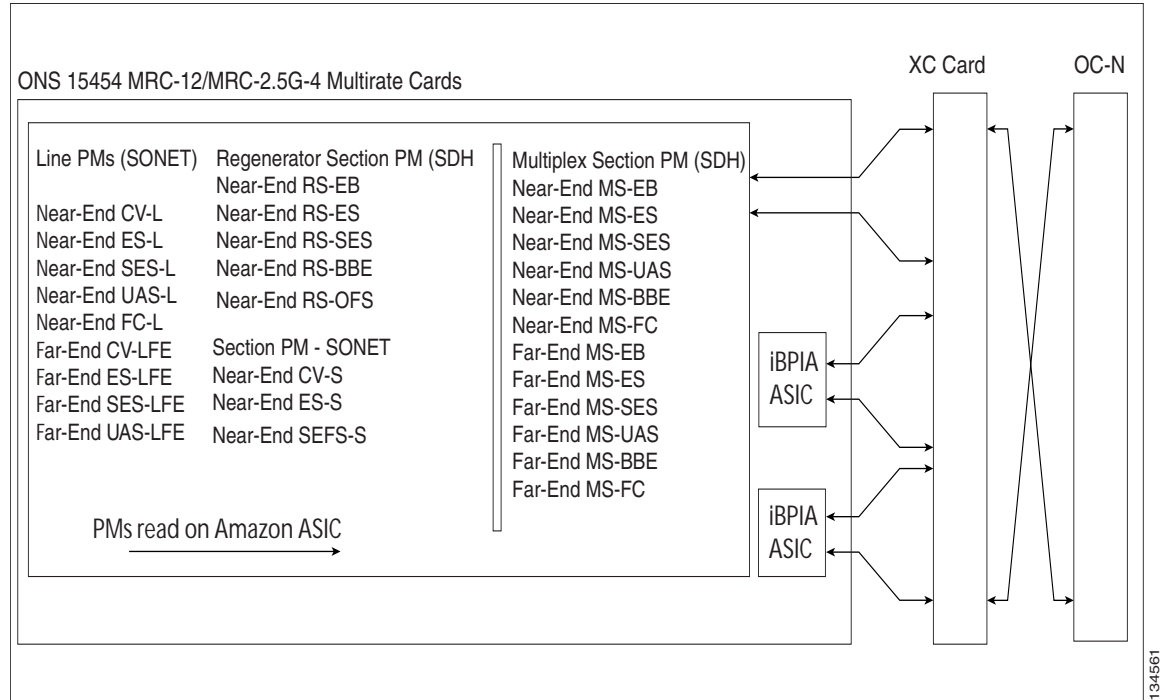 ONS 15454 MRC-12/MRC-2.5G-4 Multirate Cards
XC Card
OC-N
Line PMs (SONET)
Near-End CV-L
Near-End ES-L
Near-End SES-L
Near-End UAS-L
Near-End FC-L
Far-End CV-LFE
Far-End ES-LFE
Far-End SES-LFE
Far-End UAS-LFE
Regenerator Section PM (SDH
Near-End RS-EB
Near-End RS-ES
Near-End RS-SES
Near-End RS-BBE
Near-End RS-OFS
Section PM - SONET
Near-End CV-S
Near-End ES-S
Near-End SEFS-S
Multiplex Section PM (SDH)
Near-End MS-EB
Near-End MS-ES
Near-End MS-SES
Near-End MS-UAS
Near-End MS-BBE
Near-End MS-FC
Far-End MS-EB
Far-End MS-ES
Far-End MS-SES
Far-End MS-UAS
Far-End MS-BBE
Far-End MS-FC
PMs read on Amazon ASIC
iBPIA
ASIC
iBPIA
ASIC
134561